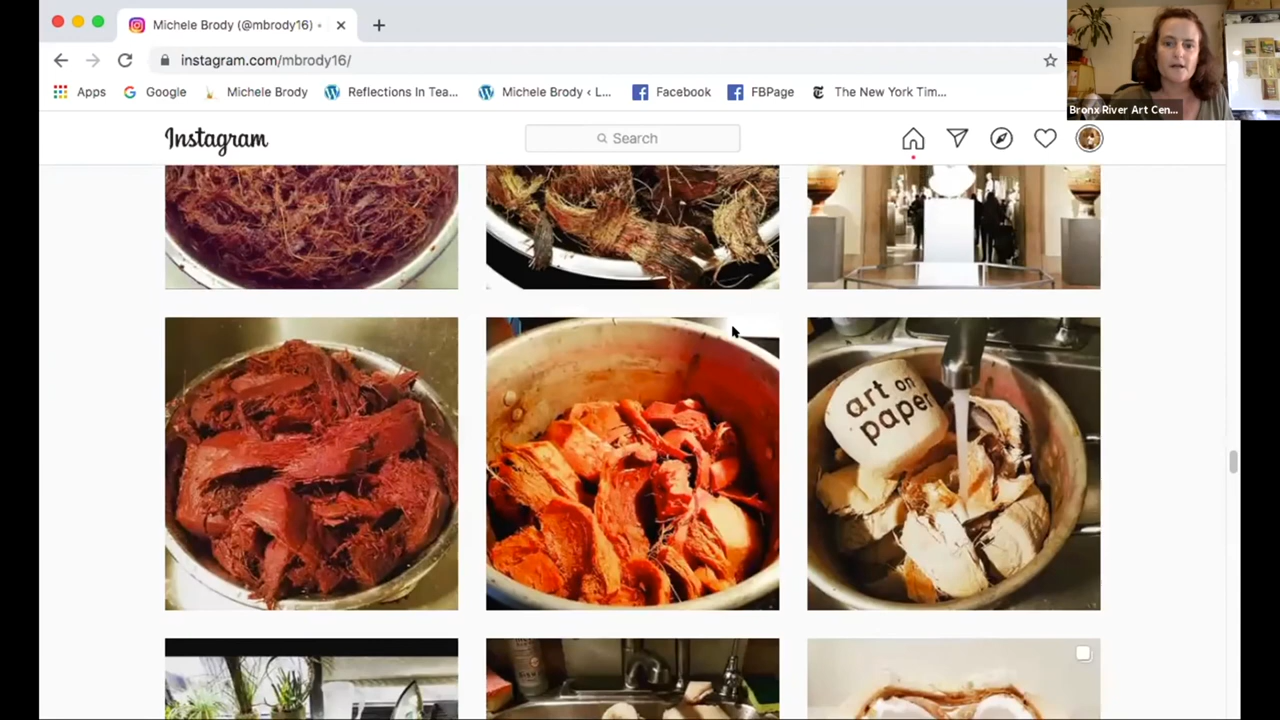 Michele Brody (@mbrody16) •
instagram.com/mbrody16/
Apps Google Michele Brody Reflections In Tea... Michele Brody ‹ L... Facebook FBPage The New York Tim...
Bronx River Art Cen...
Instagram
Search
art on
paper